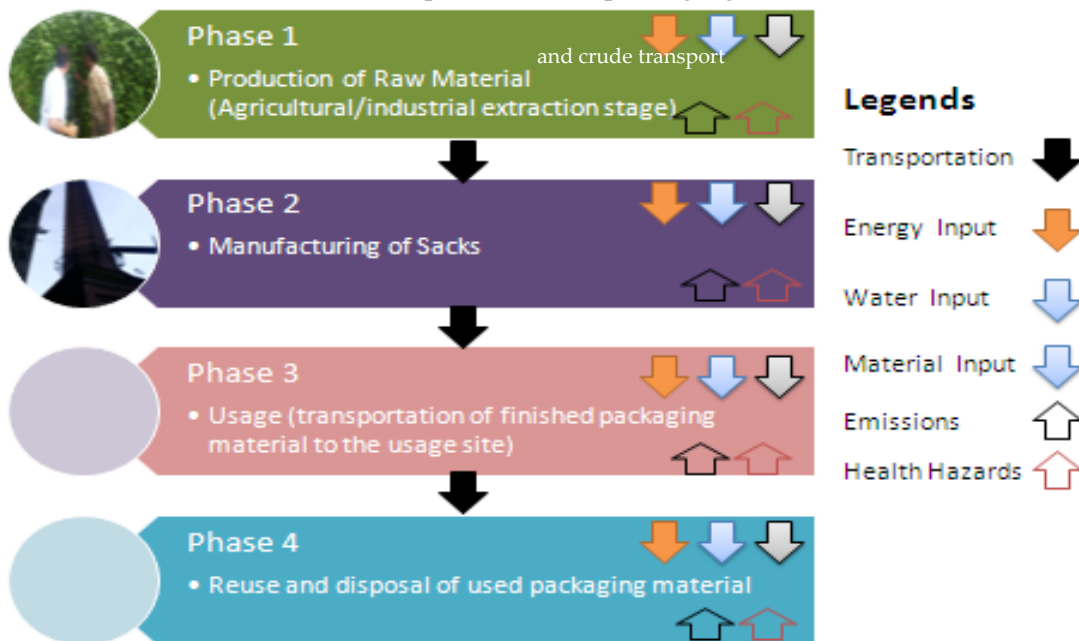 Phase 1
and crude transport
• Production of Raw Material
(Agricultural/industrial extraction stage)
Phase 2
• Manufacturing of Sacks
Phase 3
• Usage (transportation of finished packaging
material to the usage site)
Phase 4
• Reuse and disposal of used packaging material
Legends
Transportation
Energy Input
Water Input
Material Input
Emissions
Health Hazards